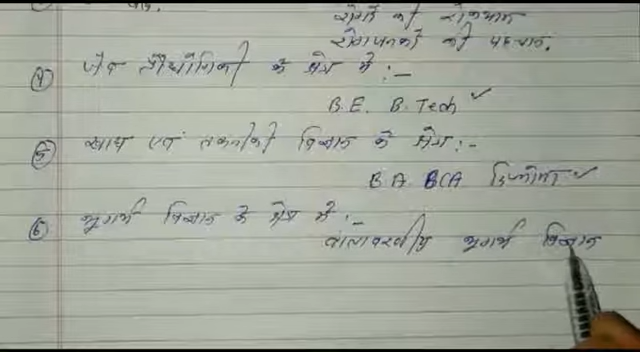 रोगों की रोकथाम
रोगजनकों की पहचान.
④ जैव प्रौद्योगिकी के क्षेत्र में :-
B.E. B.Tech ✓
⑤ खाद्य एवं तकनीकी विज्ञान के क्षेत्र :-
B.A. BCA डिप्लोमा ✓
⑥ भूगर्भ विज्ञान के क्षेत्र में :-
वातावरणीय भूगर्भ विज्ञान